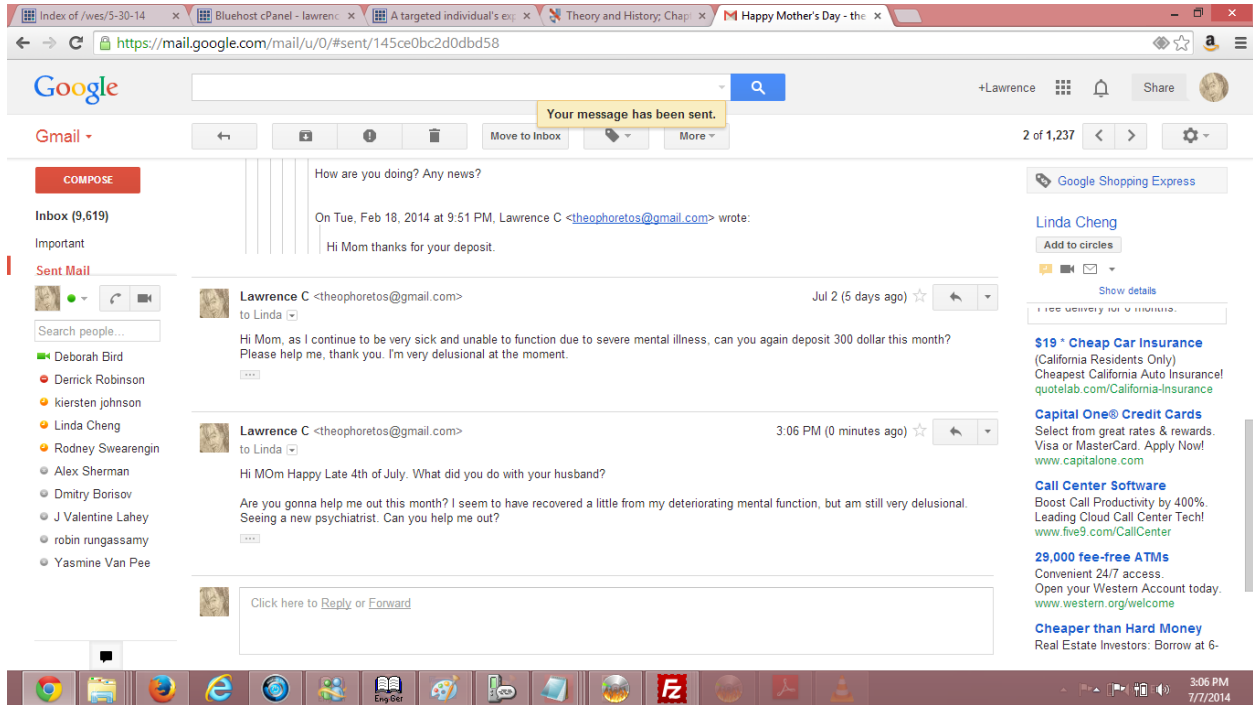 Index of /wes/5-30-14
Bluehost cPanel - lawrenc
A targeted individual's exp
Theory and History; Chapt
Happy Mother's Day - the
https://mail.google.com/mail/u/0/#sent/145ce0bc2d0dbd58
Google
+Lawrence
Share
Your message has been sent.
Gmail
Move to Inbox
More
2 of 1,237
COMPOSE
Inbox (9,619)
Important
Sent Mail
Search people...
Deborah Bird
Derrick Robinson
kiersten johnson
Linda Cheng
Rodney Swearengin
Alex Sherman
Dmitry Borisov
J Valentine Lahey
robin rungassamy
Yasmine Van Pee
How are you doing? Any news?
On Tue, Feb 18, 2014 at 9:51 PM, Lawrence C <theophoretos@gmail.com> wrote:
Hi Mom thanks for your deposit.
Lawrence C <theophoretos@gmail.com>
Jul 2 (5 days ago)
to Linda
Hi Mom, as I continue to be very sick and unable to function due to severe mental illness, can you again deposit 300 dollar this month?
Please help me, thank you. I'm very delusional at the moment.
Lawrence C <theophoretos@gmail.com>
3:06 PM (0 minutes ago)
to Linda
Hi MOm Happy Late 4th of July. What did you do with your husband?
Are you gonna help me out this month? I seem to have recovered a little from my deteriorating mental function, but am still very delusional.
Seeing a new psychiatrist. Can you help me out?
Click here to Reply or Forward
Google Shopping Express
Linda Cheng
Add to circles
Show details
Free delivery for 6 months.
$19 * Cheap Car Insurance
(California Residents Only)
Cheapest California Auto Insurance!
quotelab.com/California-Insurance
Capital One® Credit Cards
Select from great rates & rewards.
Visa or MasterCard. Apply Now!
www.capitalone.com
Call Center Software
Boost Call Productivity by 400%.
Leading Cloud Call Center Tech!
www.five9.com/CallCenter
29,000 fee-free ATMs
Convenient 24/7 access.
Open your Western Account today.
www.western.org/welcome
Cheaper than Hard Money
Real Estate Investors: Borrow at 6-
Eng-Ger
Fz
3:06 PM
7/7/2014